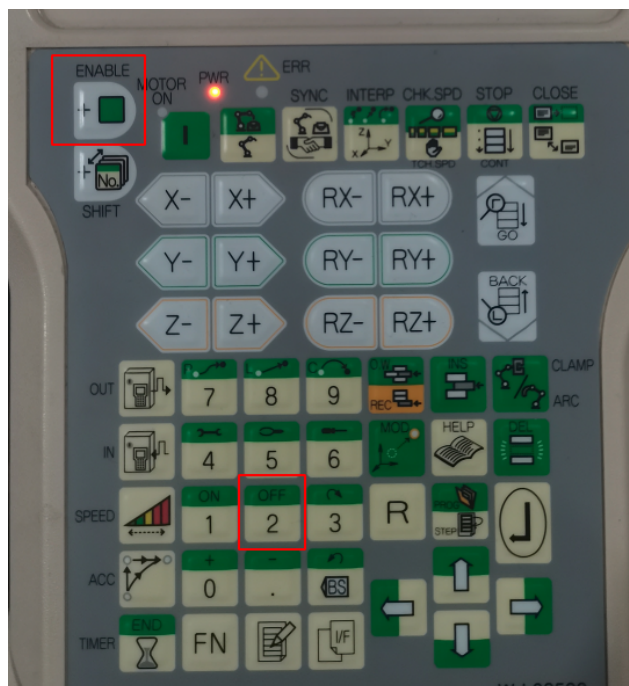 ENABLE
MOTOR ON
PWR
ERR
SYNC
INTERP
CHK.SPD
STOP
CLOSE
I
Z
X
Y
TCH.SPD
CONT
No.
SHIFT
X- X+ RX- RX+
GO
Y- Y+ RY- RY+
BACK
Z- Z+ RZ- RZ+
OUT 7 8 9 REC INS CLAMP
ARC
IN 4 5 6 MOD HELP DEL
SPEED ON 1 OFF 2 3 R PROG
STEP
ACC + 0 - . BS
TIMER END FN I/F